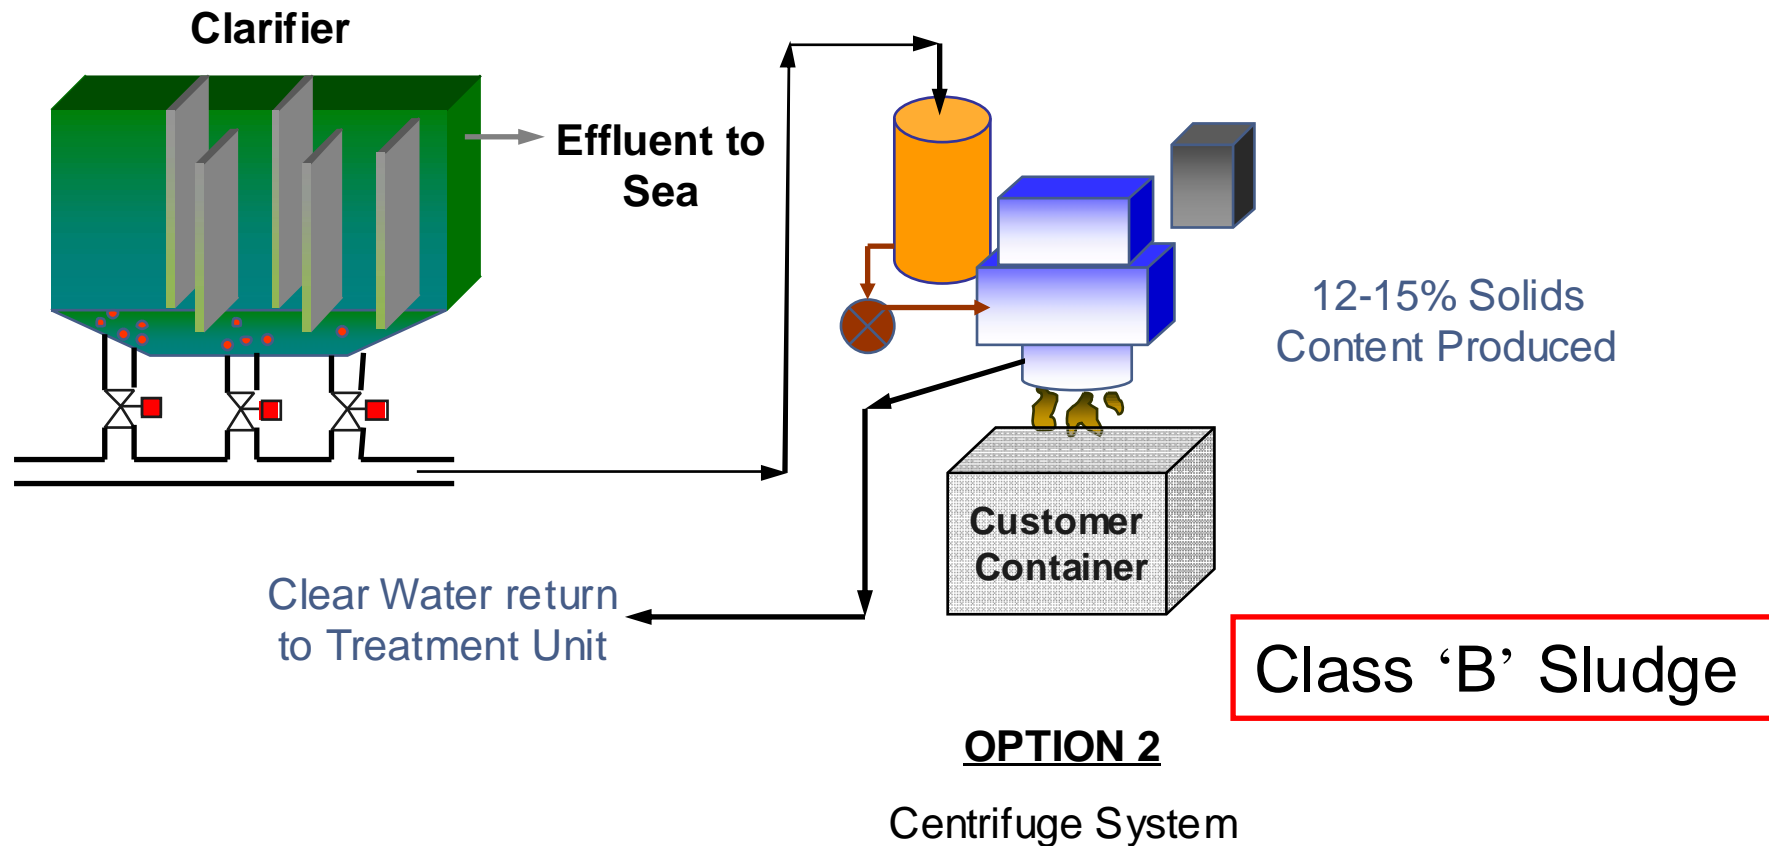 Clarifier
Effluent to
Sea
12-15% Solids
Content Produced
Customer
Container
Clear Water return
to Treatment Unit
Class ‘B’ Sludge
OPTION 2
Centrifuge System